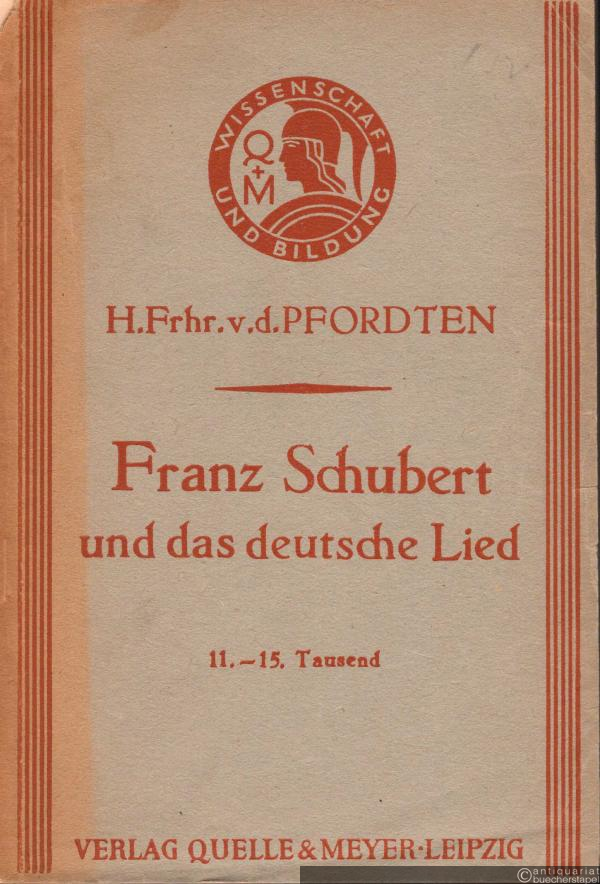 WISSENSCHAFT
Q+M
UND BILDUNG
H.Frhr.v.d.PFORDTEN
Franz Schubert
und das deutsche Lied
11.–15. Tausend
VERLAG QUELLE&MEYER·LEIPZIG
©antiquariat
buecherstapel